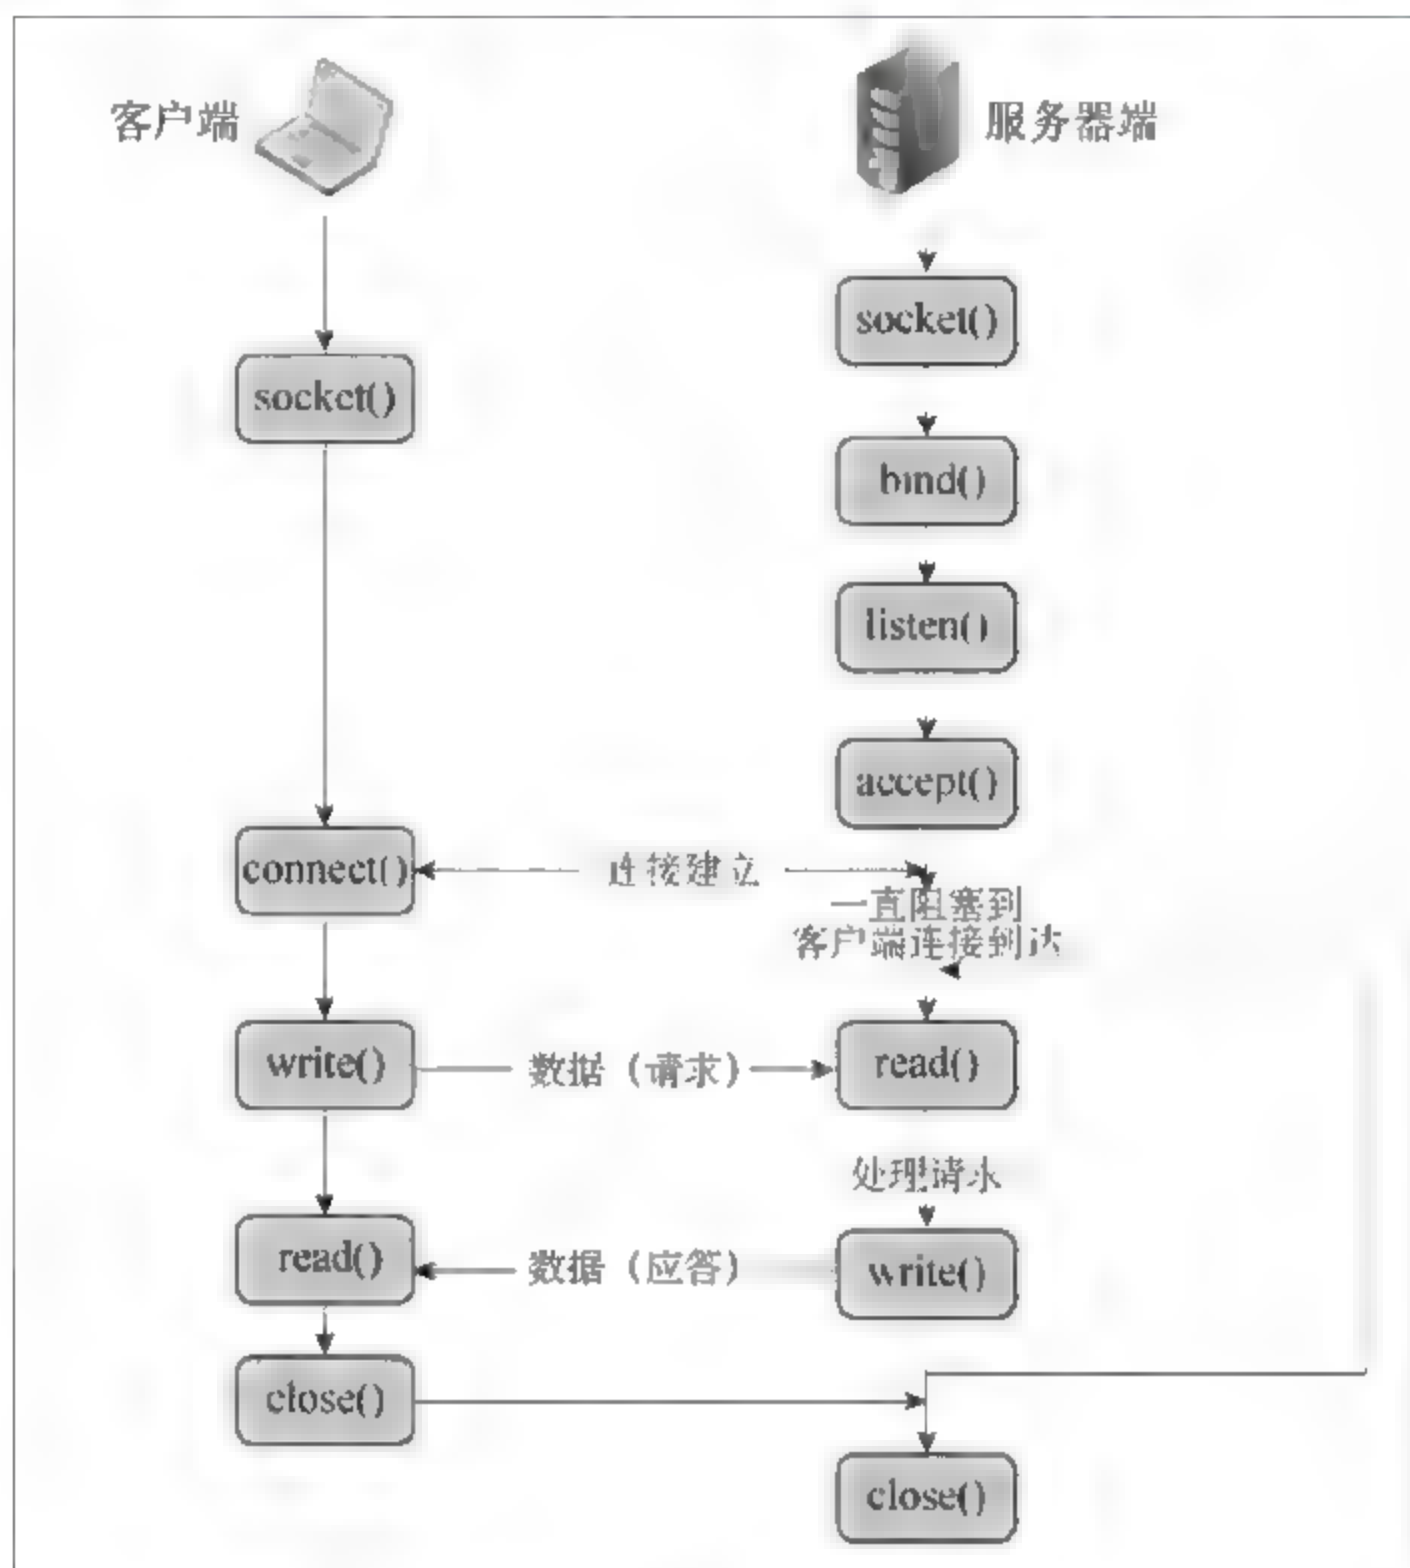 客户端
服务器端
socket()
socket()
bind()
listen()
accept()
connect()
连接建立
一直阻塞到
客户端连接到达
write()
数据（请求）
read()
处理请求
read()
数据（应答）
write()
close()
close()